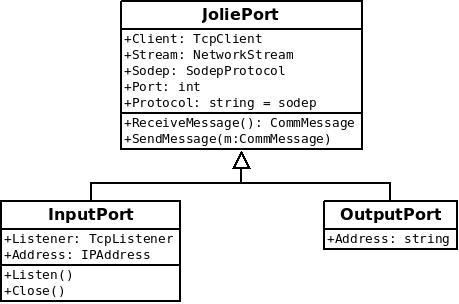 JoliePort
+Client: TcpClient
+Stream: NetworkStream
+Sodep: SodepProtocol
+Port: int
+Protocol: string = sodep
+ReceiveMessage(): CommMessage
+SendMessage(m:CommMessage)
InputPort
+Listener: TcpListener
+Address: IPAddress
+Listen()
+Close()
OutputPort
+Address: string